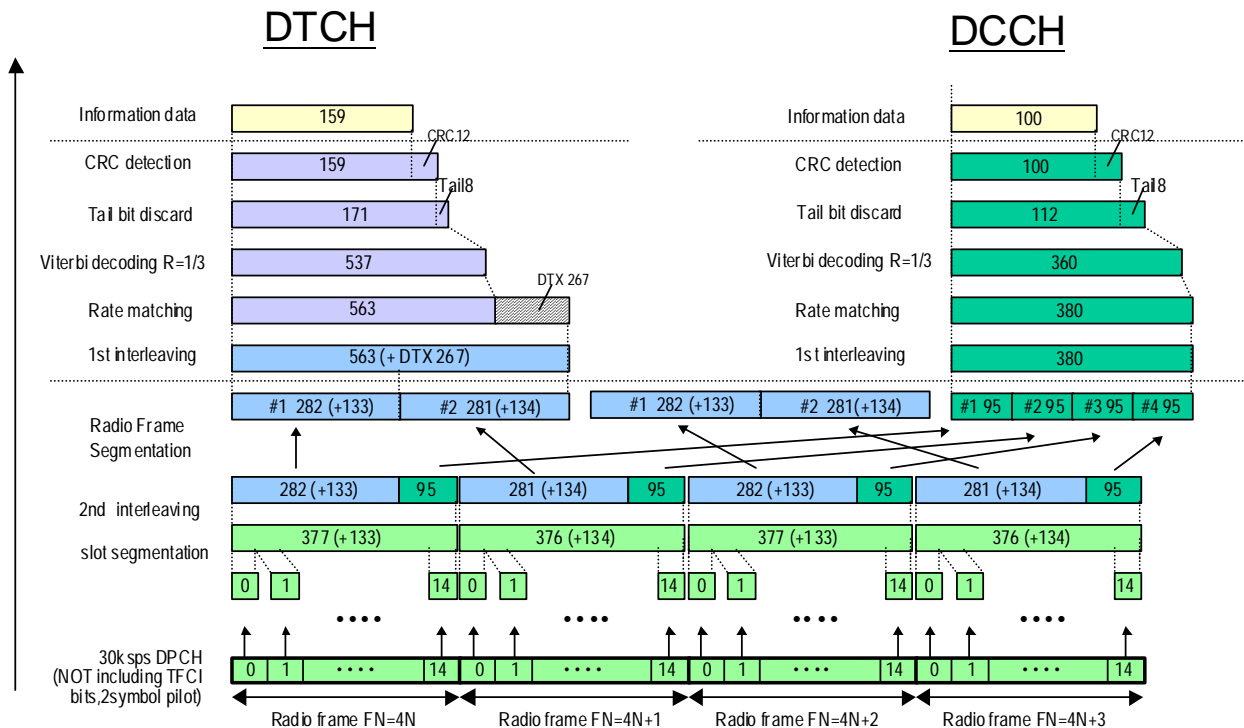 DTCH
DCCH
Information data
159
Information data
100
CRC12
CRC12
CRC detection
159
CRC detection
100
Tail8
Tail8
Tail bit discard
171
Tail bit discard
112
Viterbi decoding R=1/3
537
Viterbi decoding R=1/3
360
DTX 267
Rate matching
563
Rate matching
380
1st interleaving
563 (+ DTX 267)
1st interleaving
380
#1 282 (+133)
#2 281 (+134)
#1 282 (+133)
#2 281(+134)
#1 95
#2 95
#3 95
#4 95
Radio Frame
Segmentation
282 (+133)
95
281 (+134)
95
282 (+133)
95
281 (+134)
95
2nd interleaving
377 (+133)
376 (+134)
377 (+133)
376 (+134)
slot segmentation
0 1 14 0 1 14 0 1 14 0 1 14
•••• •••• •••• ••••
30ksps DPCH
(NOT including TFCI
bits,2symbol pilot)
0 1 •••• 14 0 1 •••• 14 0 1 •••• 14 0 1 •••• 14
Radio frame FN=4N
Radio frame FN=4N+1
Radio frame FN=4N+2
Radio frame FN=4N+3